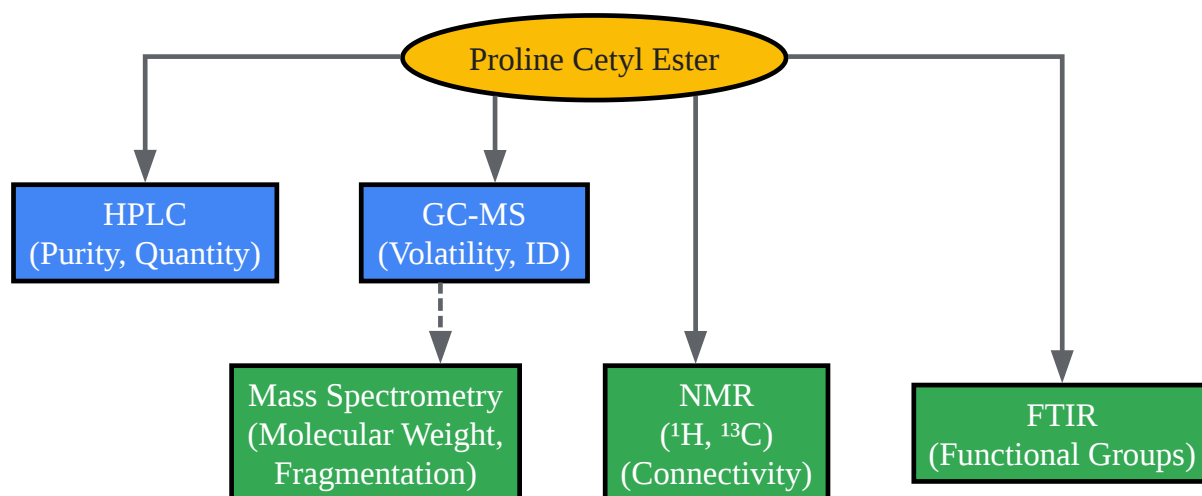 Proline Cetyl Ester
HPLC
(Purity, Quantity)
GC-MS
(Volatility, ID)
Mass Spectrometry
(Molecular Weight,
Fragmentation)
NMR
(¹H, ¹³C)
(Connectivity)
FTIR
(Functional Groups)